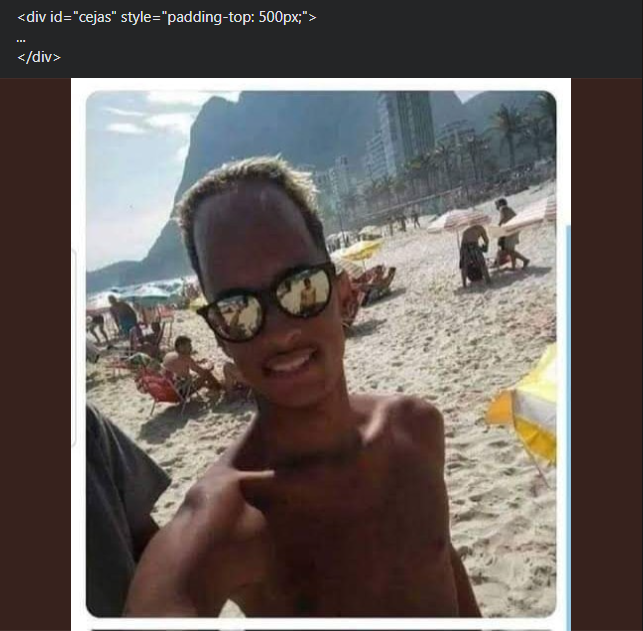 <div id="cejas" style="padding-top: 500px;">
...
</div>